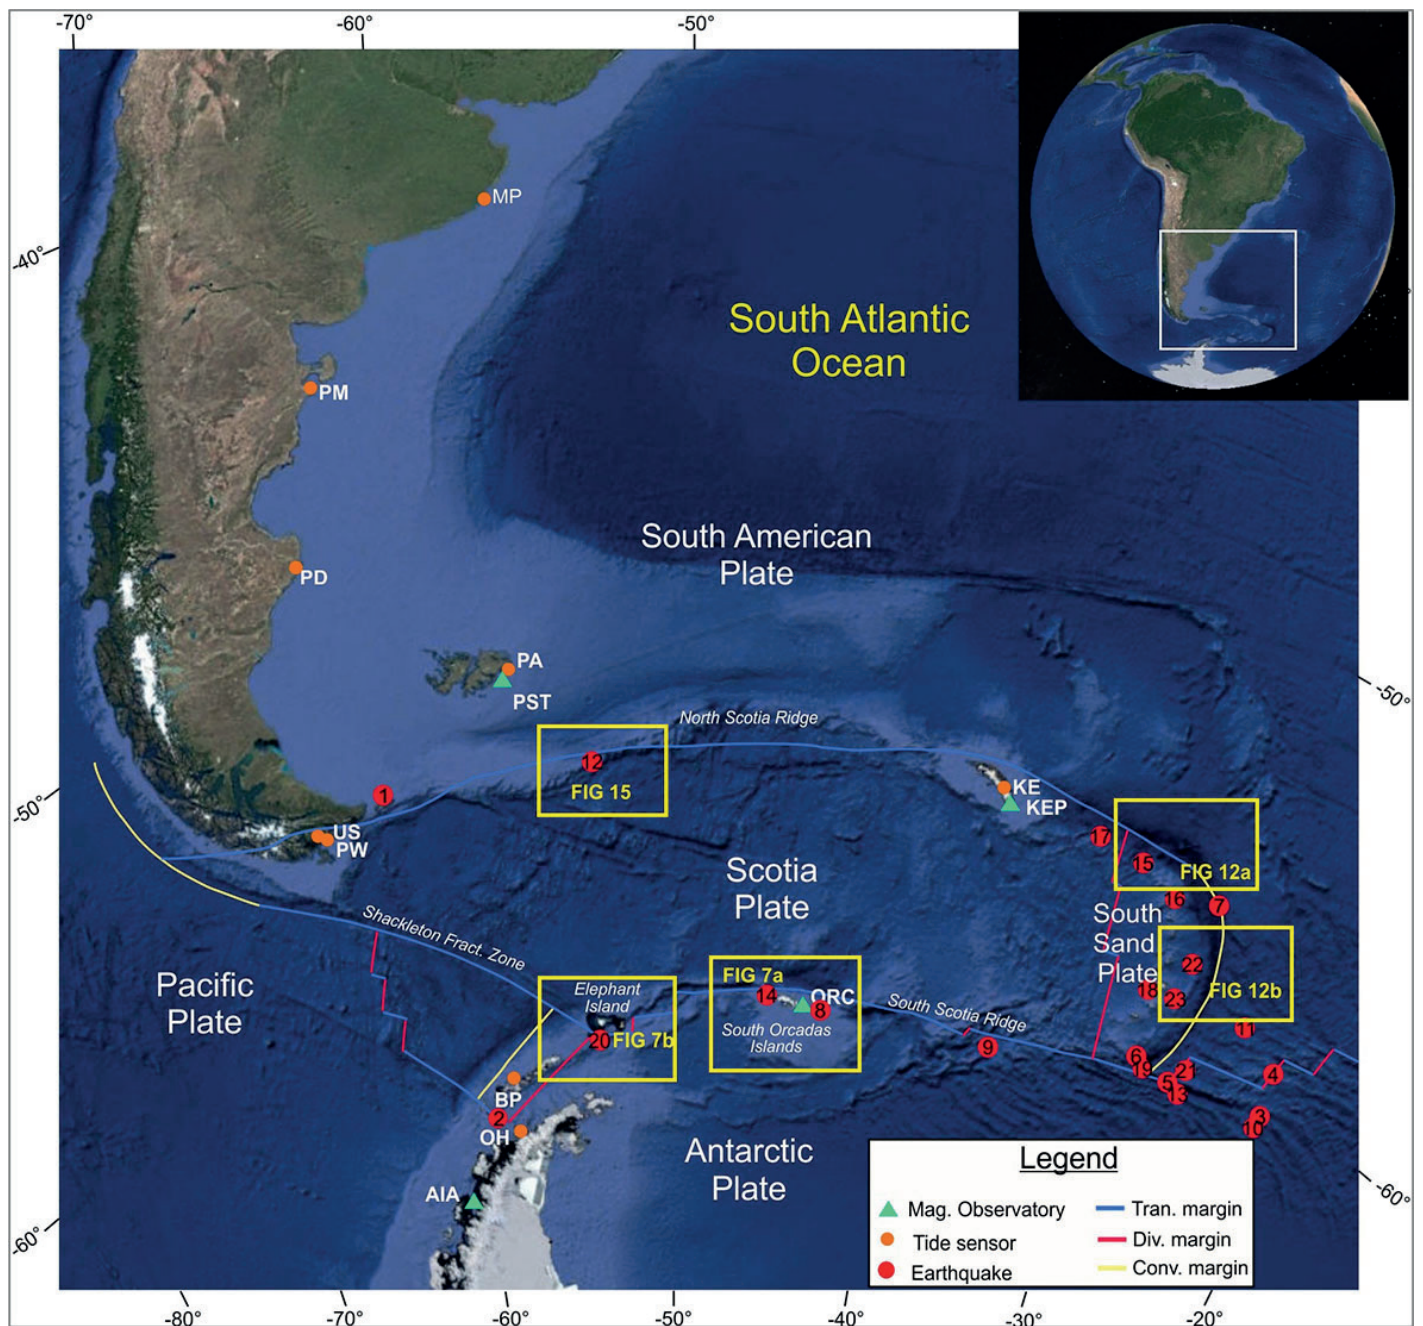 -70°
-60°
-50°
MP
-40°
South Atlantic
Ocean
PM
South American
Plate
PD
PA
PST
-50°
North Scotia Ridge
12
FIG 15
KE
KEP
1
-50°
US
PW
17
15
FIG 12a
Scotia
Plate
16
7
South
Sand
Plate
Shackleton Fract. Zone
22
18
23
FIG 12b
Pacific
Plate
FIG 7a
14
ORC
8
South Orcadas
Islands
South Scotia Ridge
Elephant
Island
20
FIG 7b
9
11
6
19
21
5
13
4
3
10
BP
2
OH
Antarctic
Plate
AIA
-60°
-60°
Legend
Mag. Observatory
Tran. margin
Tide sensor
Div. margin
Earthquake
Conv. margin
-80°
-70°
-60°
-50°
-40°
-30°
-20°